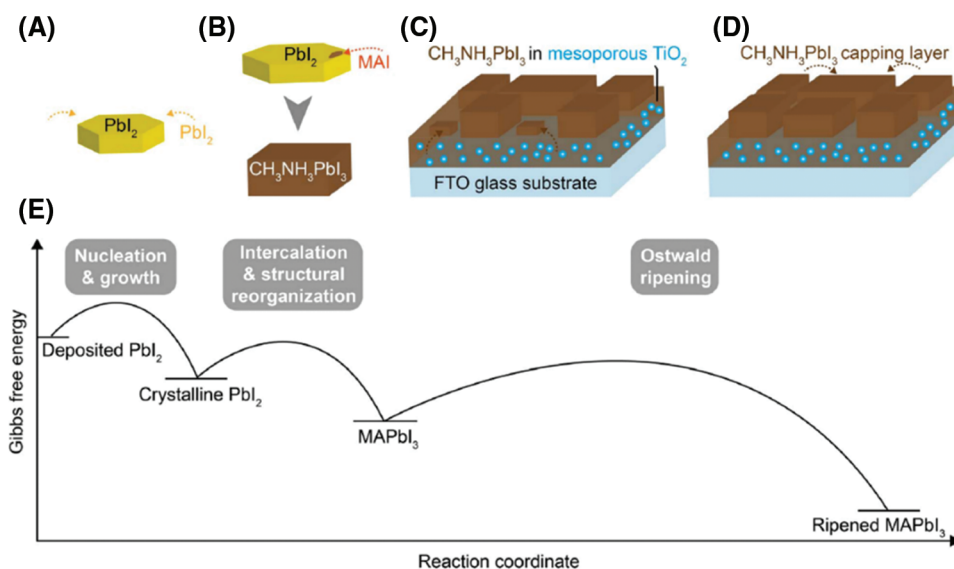 (A)
(B)
(C)
(D)
PbI₂
PbI₂
PbI₂
MAI
CH₃NH₃PbI₃
CH₃NH₃PbI₃ in mesoporous TiO₂
FTO glass substrate
CH₃NH₃PbI₃ capping layer
(E)
Nucleation
& growth
Intercalation
& structural
reorganization
Ostwald
ripening
Deposited PbI₂
Crystalline PbI₂
MAPbI₃
Ripened MAPbI₃
Gibbs free energy
Reaction coordinate